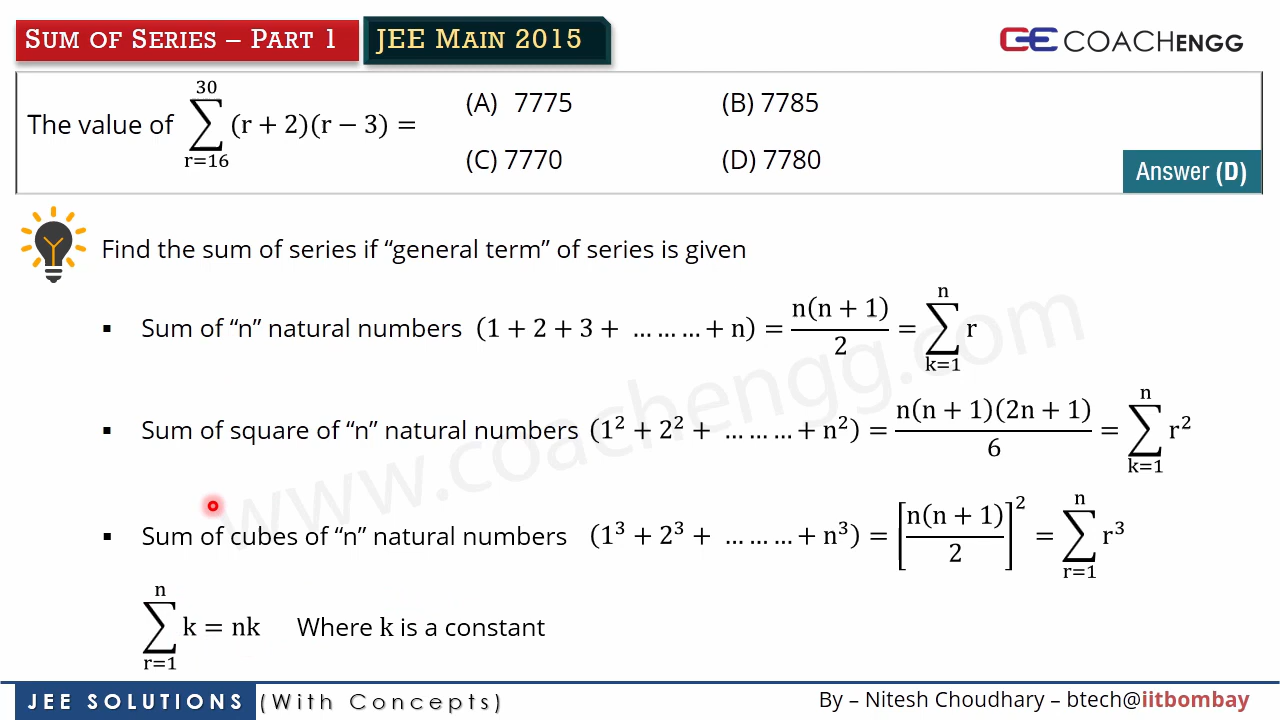 SUM OF SERIES – PART 1
JEE MAIN 2015
CE COACHENGG
The value of ∑_{r=16}^{30} (r + 2)(r − 3) =
(A) 7775
(B) 7785
(C) 7770
(D) 7780
Answer (D)
Find the sum of series if “general term” of series is given
▪ Sum of “n” natural numbers (1 + 2 + 3 + … … … + n) = n(n + 1)/2 = ∑_{k=1}^{n} r
▪ Sum of square of “n” natural numbers (1² + 2² + … … … + n²) = n(n + 1)(2n + 1)/6 = ∑_{k=1}^{n} r²
▪ Sum of cubes of “n” natural numbers (1³ + 2³ + … … … + n³) = [n(n + 1)/2]² = ∑_{r=1}^{n} r³
∑_{r=1}^{n} k = nk Where k is a constant
www.coachengg.com
JEE SOLUTIONS (With Concepts)
By – Nitesh Choudhary – btech@iitbombay